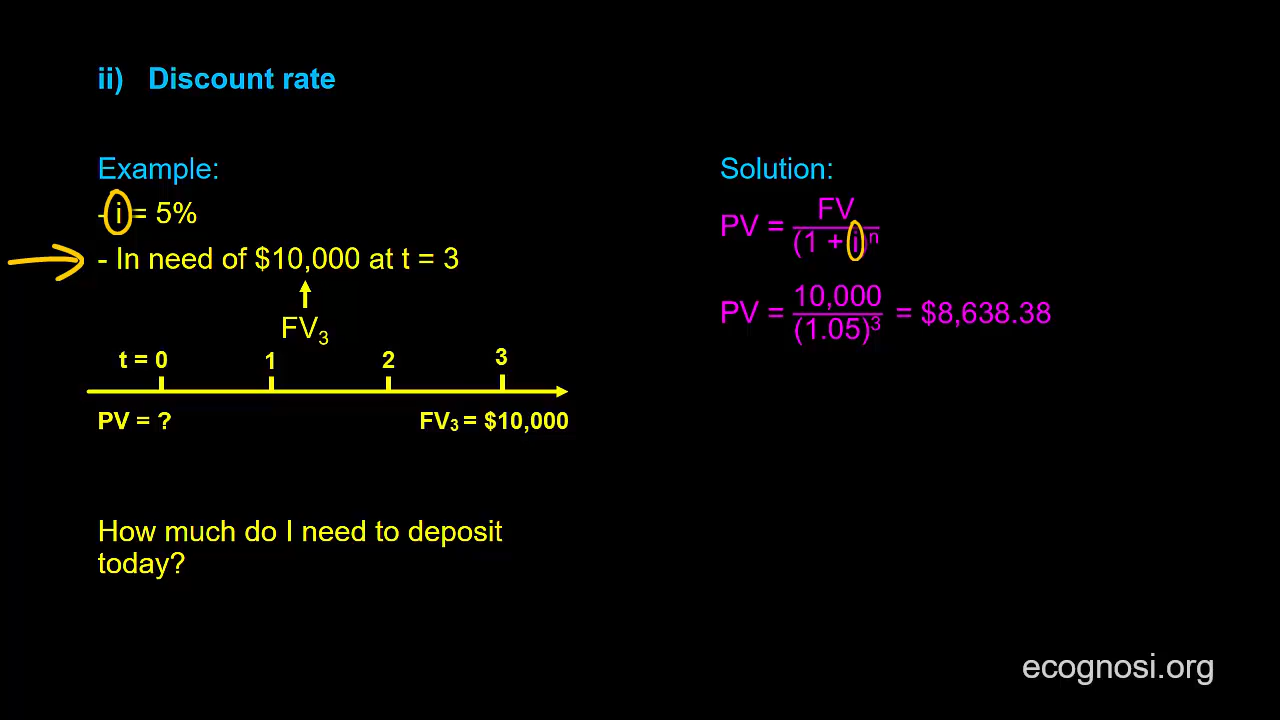 ii) Discount rate
Example:
- i = 5%
- In need of $10,000 at t = 3
FV₃
t = 0 1 2 3
PV = ? FV₃ = $10,000
How much do I need to deposit
today?
Solution:
PV = FV / (1 + i)ⁿ
PV = 10,000 / (1.05)³ = $8,638.38
ecognosi.org